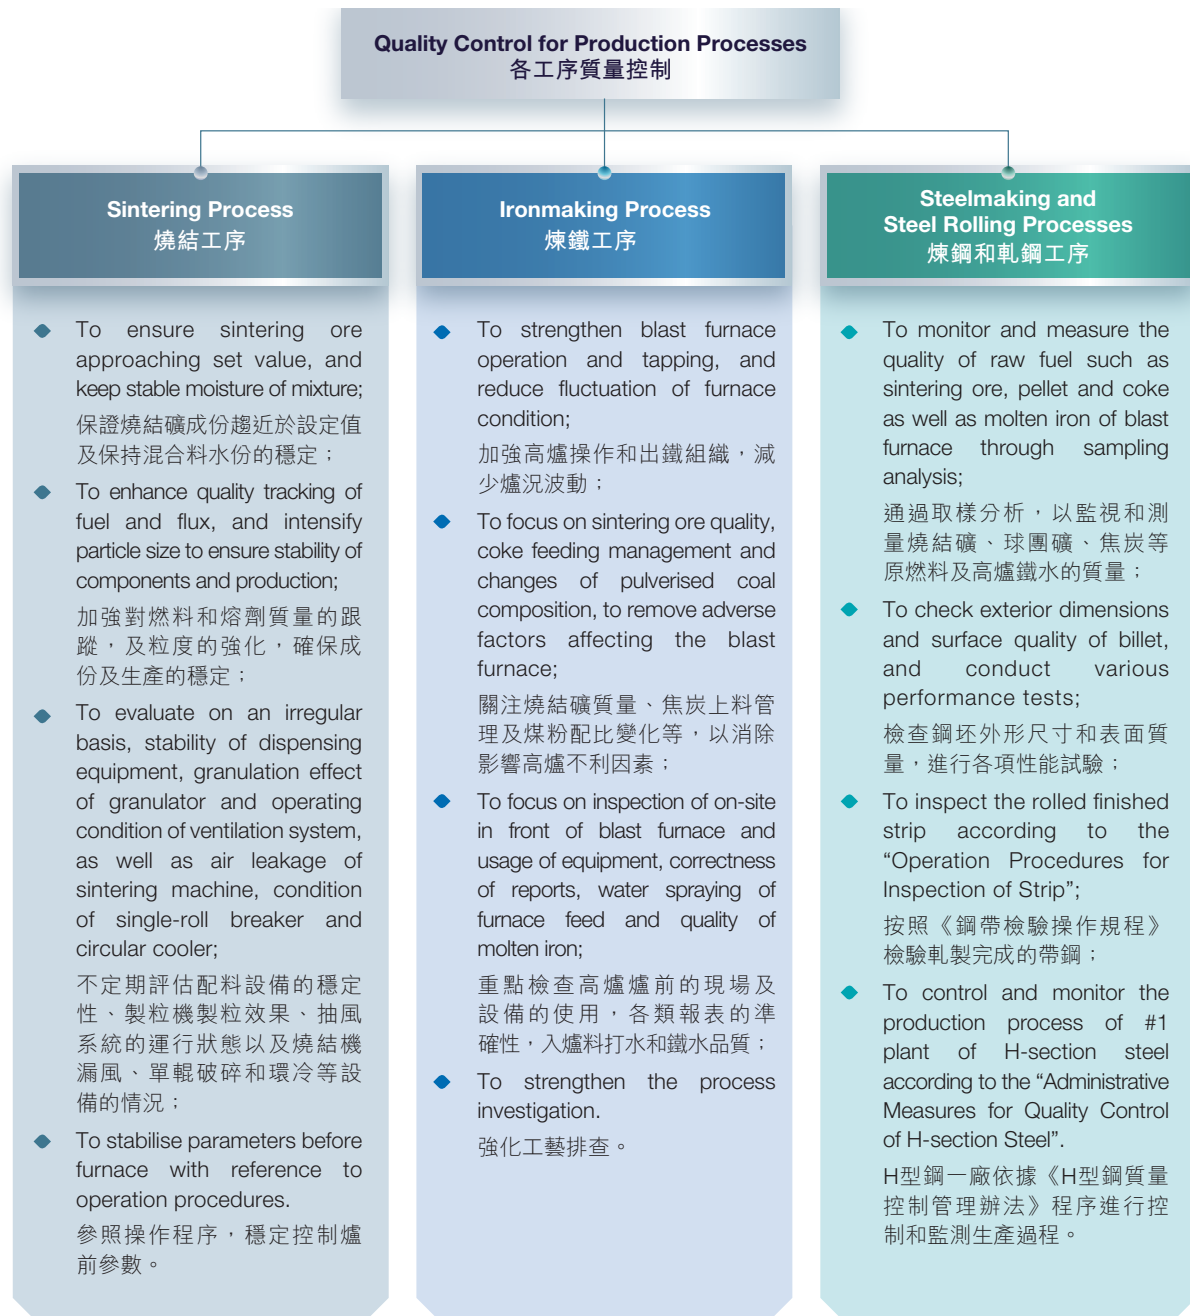 Quality Control for Production Processes
各工序質量控制
Sintering Process
燒結工序
To ensure sintering ore
approaching set value, and
keep stable moisture of mixture;
保證燒結礦成份趨近於設定值
及保持混合料水份的穩定；
To enhance quality tracking of
fuel and flux, and intensify
particle size to ensure stability of
components and production;
加強對燃料和熔劑質量的跟
蹤，及粒度的強化，確保成
份及生產的穩定；
To evaluate on an irregular
basis, stability of dispensing
equipment, granulation effect
of granulator and operating
condition of ventilation system,
as well as air leakage of
sintering machine, condition
of single-roll breaker and
circular cooler;
不定期評估配料設備的穩定
性、製粒機製粒效果、抽風
系統的運行狀態以及燒結機
漏風、單輥破碎和環冷等設
備的情況；
To stabilise parameters before
furnace with reference to
operation procedures.
參照操作程序，穩定控制爐
前參數。
Ironmaking Process
煉鐵工序
To strengthen blast furnace
operation and tapping, and
reduce fluctuation of furnace
condition;
加強高爐操作和出鐵組織，減
少爐況波動；
To focus on sintering ore quality,
coke feeding management and
changes of pulverised coal
composition, to remove adverse
factors affecting the blast
furnace;
關注燒結礦質量、焦炭上料管
理及煤粉配比變化等，以消除
影響高爐不利因素；
To focus on inspection of on-site
in front of blast furnace and
usage of equipment, correctness
of reports, water spraying of
furnace feed and quality of
molten iron;
重點檢查高爐爐前的現場及
設備的使用，各類報表的準
確性，入爐料打水和鐵水品質；
To strengthen the process
investigation.
強化工藝排查。
Steelmaking and
Steel Rolling Processes
煉鋼和軋鋼工序
To monitor and measure the
quality of raw fuel such as
sintering ore, pellet and coke
as well as molten iron of blast
furnace through sampling
analysis;
通過取樣分析，以監視和測
量燒結礦、球團礦、焦炭等
原燃料及高爐鐵水的質量；
To check exterior dimensions
and surface quality of billet,
and conduct various
performance tests;
檢查鋼坯外形尺寸和表面質
量，進行各項性能試驗；
To inspect the rolled finished
strip according to the
“Operation Procedures for
Inspection of Strip”;
按照《鋼帶檢驗操作規程》
檢驗軋製完成的帶鋼；
To control and monitor the
production process of #1
plant of H-section steel
according to the “Administrative
Measures for Quality Control
of H-section Steel”.
H型鋼一廠依據《H型鋼質量
控制管理辦法》程序進行控
制和監測生產過程。